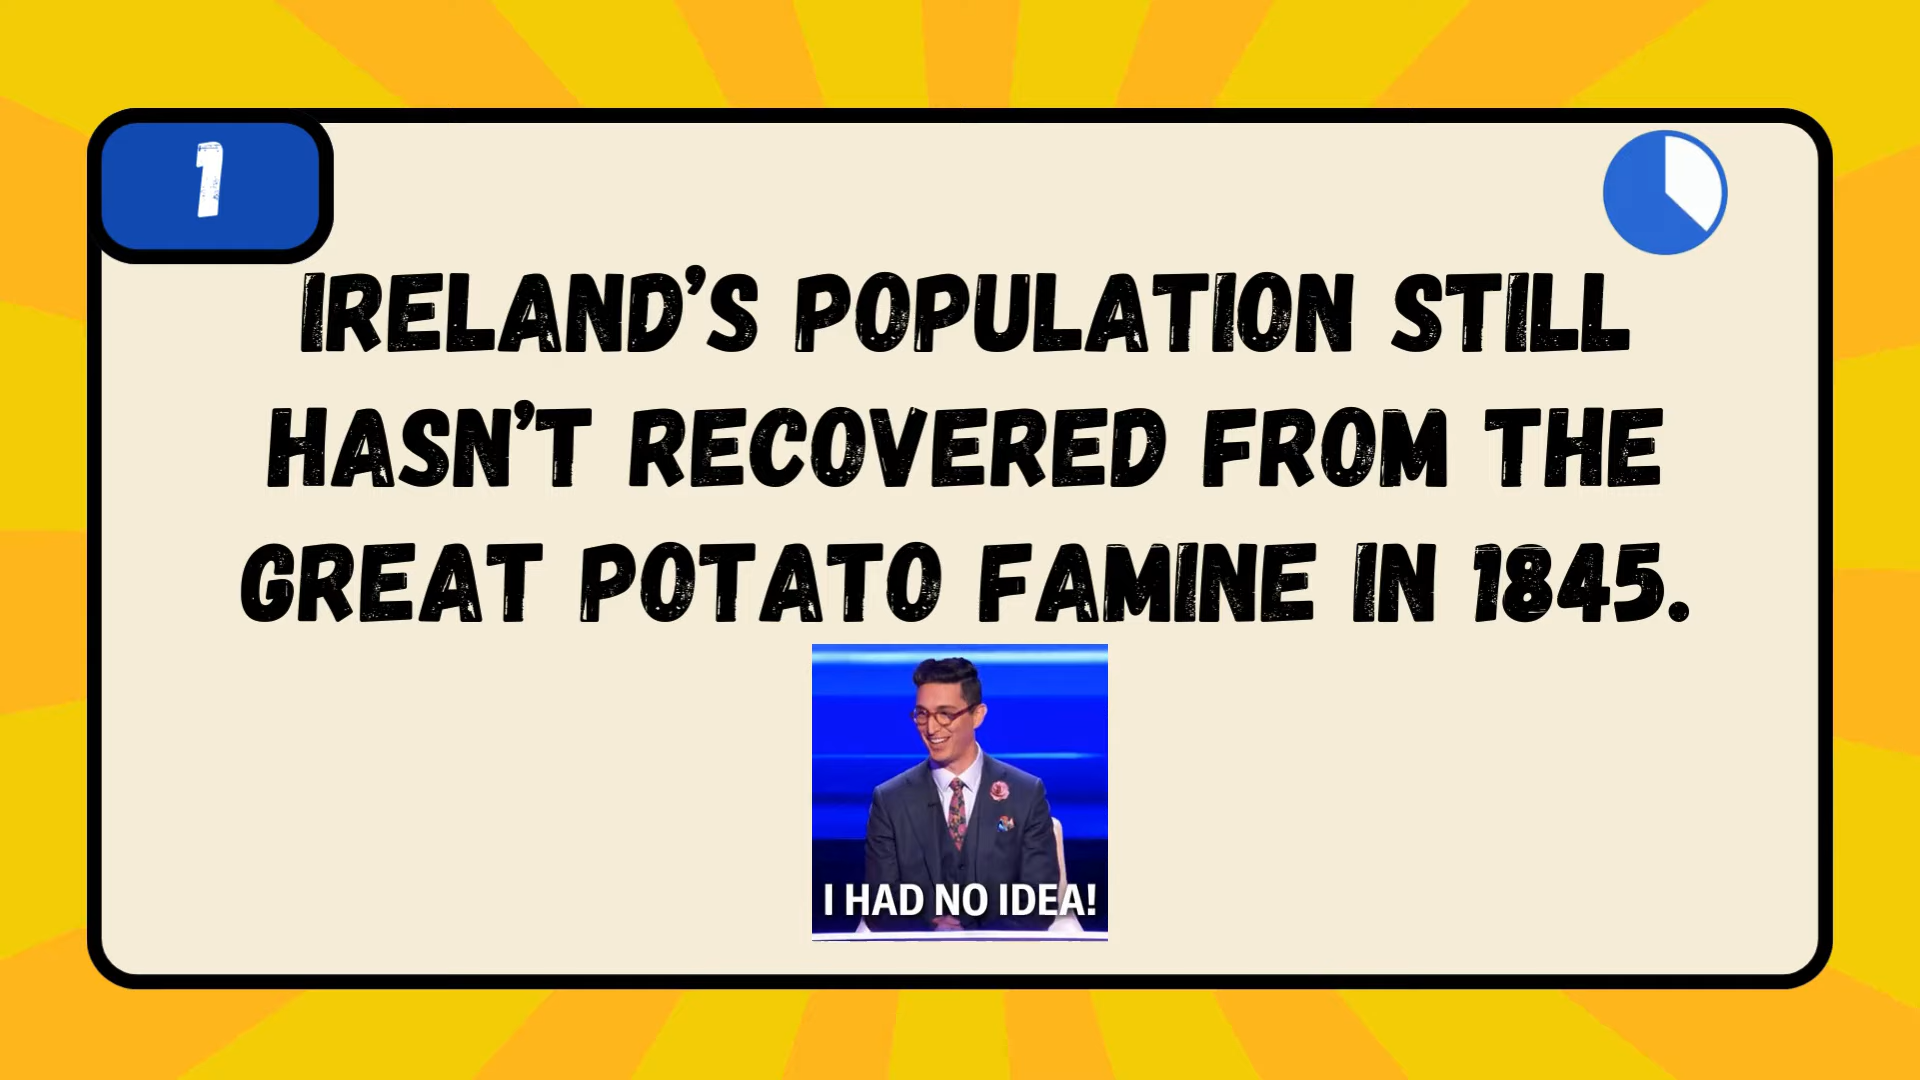 1
IRELAND’S POPULATION STILL
HASN’T RECOVERED FROM THE
GREAT POTATO FAMINE IN 1845.
I HAD NO IDEA!